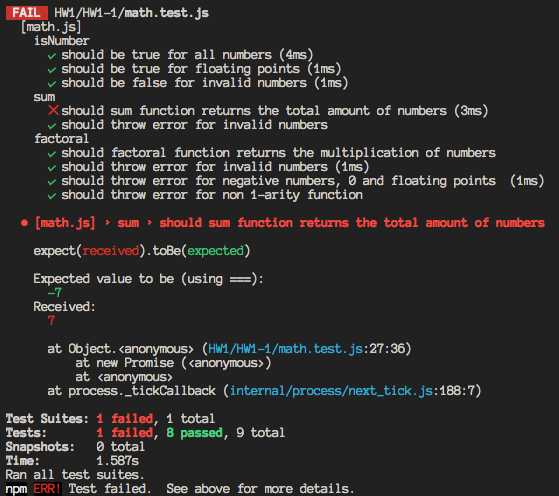 FAIL HW1/HW1-1/math.test.js
[math.js]
isNumber
✓ should be true for all numbers (4ms)
✓ should be true for floating points (1ms)
✓ should be false for invalid numbers (1ms)
sum
✕ should sum function returns the total amount of numbers (3ms)
✓ should throw error for invalid numbers
factoral
✓ should factoral function returns the multiplication of numbers
✓ should throw error for invalid numbers (1ms)
✓ should throw error for negative numbers, 0 and floating points (1ms)
✓ should throw error for non 1-arity function
● [math.js] › sum › should sum function returns the total amount of numbers
expect(received).toBe(expected)
Expected value to be (using ===):
-7
Received:
7
at Object.<anonymous> (HW1/HW1-1/math.test.js:27:36)
at new Promise (<anonymous>)
at <anonymous>
at process._tickCallback (internal/process/next_tick.js:188:7)
Test Suites: 1 failed, 1 total
Tests: 1 failed, 8 passed, 9 total
Snapshots: 0 total
Time: 1.587s
Ran all test suites.
npm ERR! Test failed. See above for more details.